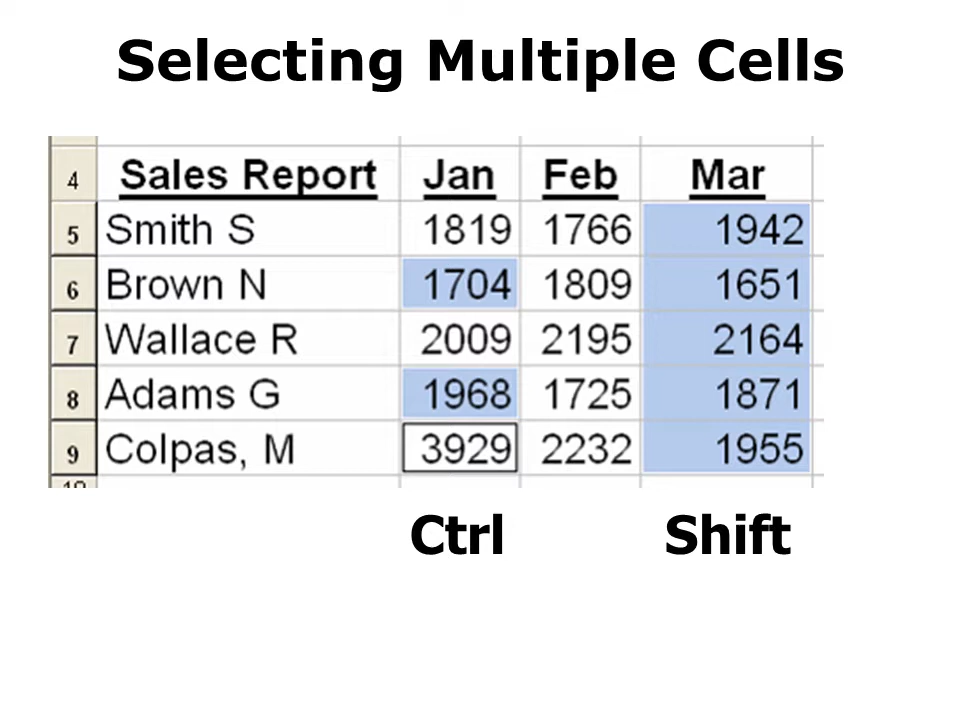 Selecting Multiple Cells
4 Sales Report Jan Feb Mar
5 Smith S 1819 1766 1942
6 Brown N 1704 1809 1651
7 Wallace R 2009 2195 2164
8 Adams G 1968 1725 1871
9 Colpas, M 3929 2232 1955
Ctrl Shift